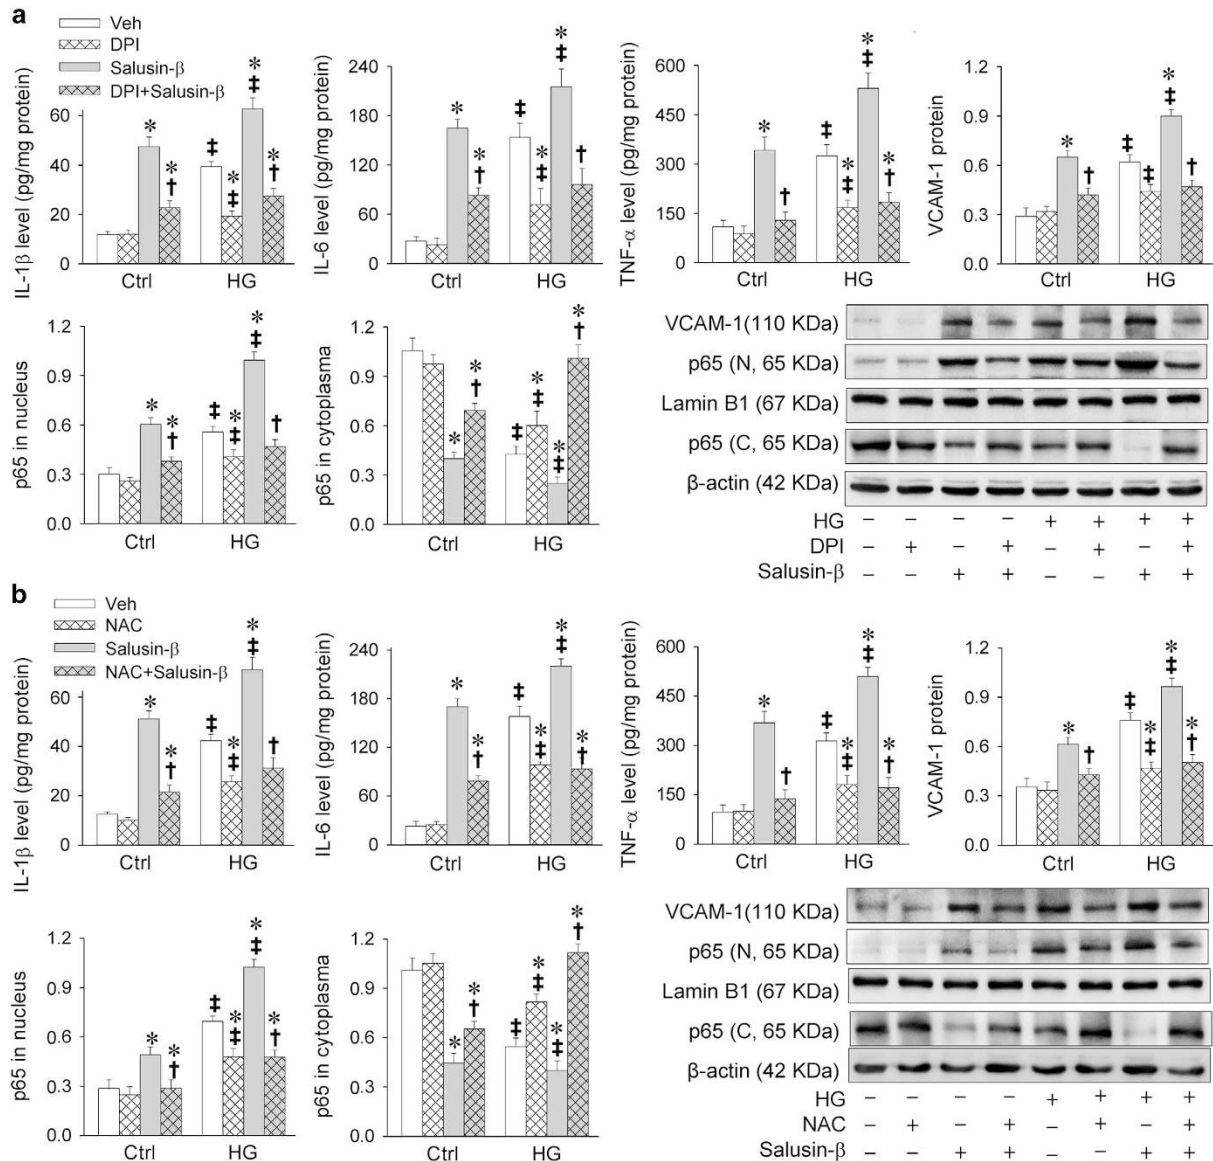 a
Veh
DPI
Salusin-β
DPI+Salusin-β
IL-1β level (pg/mg protein)
60
40
20
0
* *† ‡ *‡ *‡ *†
Ctrl HG
IL-6 level (pg/mg protein)
240
180
120
60
0
* *† ‡ *‡ *‡ †
Ctrl HG
TNF-α level (pg/mg protein)
600
450
300
150
0
* † ‡ *‡ *‡ *†
Ctrl HG
VCAM-1 protein
1.2
0.9
0.6
0.3
0.0
* † ‡ ‡ *‡ †
Ctrl HG
p65 in nucleus
1.2
0.9
0.6
0.3
0.0
* *† ‡ *‡ *‡ †
Ctrl HG
p65 in cytoplasma
1.2
0.9
0.6
0.3
0.0
* *† ‡ *‡ *‡ *†
Ctrl HG
VCAM-1(110 KDa)
p65 (N, 65 KDa)
Lamin B1 (67 KDa)
p65 (C, 65 KDa)
β-actin (42 KDa)
HG – – – – + + + +
DPI – + – + – + – +
Salusin-β – – + + – – + +
b
Veh
NAC
Salusin-β
NAC+Salusin-β
IL-1β level (pg/mg protein)
60
40
20
0
* *† ‡ *‡ *‡ †
Ctrl HG
IL-6 level (pg/mg protein)
240
180
120
60
0
* *† ‡ *‡ *‡ *†
Ctrl HG
TNF-α level (pg/mg protein)
600
450
300
150
0
* † ‡ *‡ *‡ *†
Ctrl HG
VCAM-1 protein
1.2
0.9
0.6
0.3
0.0
* † ‡ *‡ *‡ *†
Ctrl HG
p65 in nucleus
1.2
0.9
0.6
0.3
0.0
* *† ‡ *‡ *‡ *†
Ctrl HG
p65 in cytoplasma
1.2
0.9
0.6
0.3
0.0
* *† ‡ *‡ *‡ *†
Ctrl HG
VCAM-1(110 KDa)
p65 (N, 65 KDa)
Lamin B1 (67 KDa)
p65 (C, 65 KDa)
β-actin (42 KDa)
HG – – – – + + + +
NAC – + – + – + – +
Salusin-β – – + + – – + +